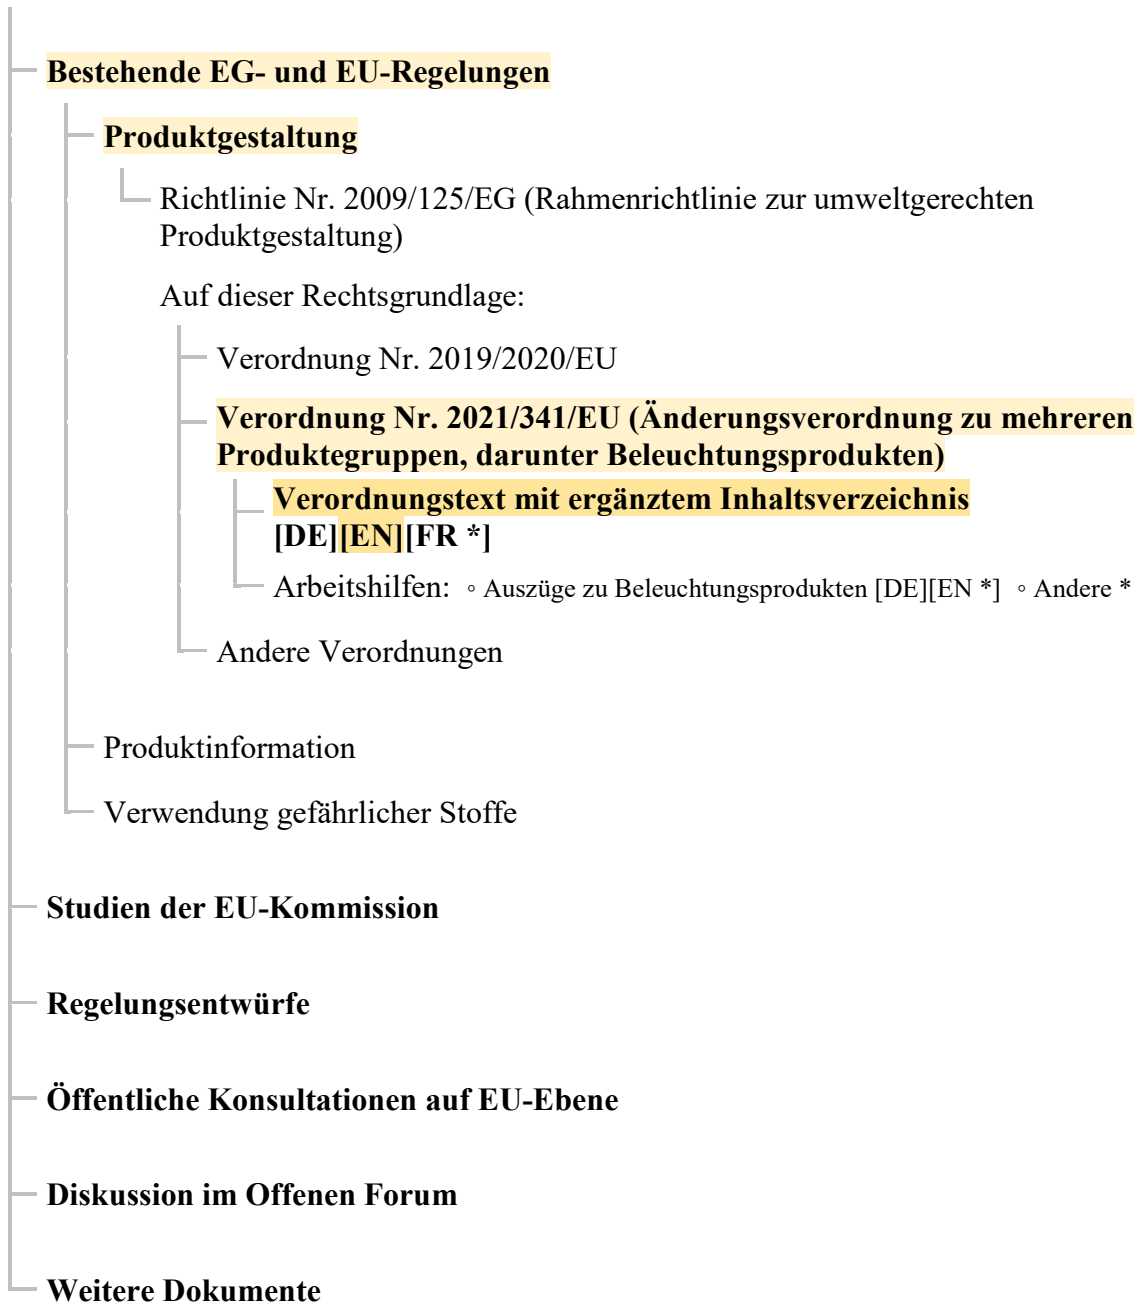 Bestehende EG- und EU-Regelungen
Produktgestaltung
Richtlinie Nr. 2009/125/EG (Rahmenrichtlinie zur umweltgerechten
Produktgestaltung)
Auf dieser Rechtsgrundlage:
Verordnung Nr. 2019/2020/EU
Verordnung Nr. 2021/341/EU (Änderungsverordnung zu mehreren
Produktegruppen, darunter Beleuchtungsprodukten)
Verordnungstext mit ergänztem Inhaltsverzeichnis
[DE][EN][FR *]
Arbeitshilfen: ◦ Auszüge zu Beleuchtungsprodukten [DE][EN *] ◦ Andere *
Andere Verordnungen
Produktinformation
Verwendung gefährlicher Stoffe
Studien der EU-Kommission
Regelungsentwürfe
Öffentliche Konsultationen auf EU-Ebene
Diskussion im Offenen Forum
Weitere Dokumente